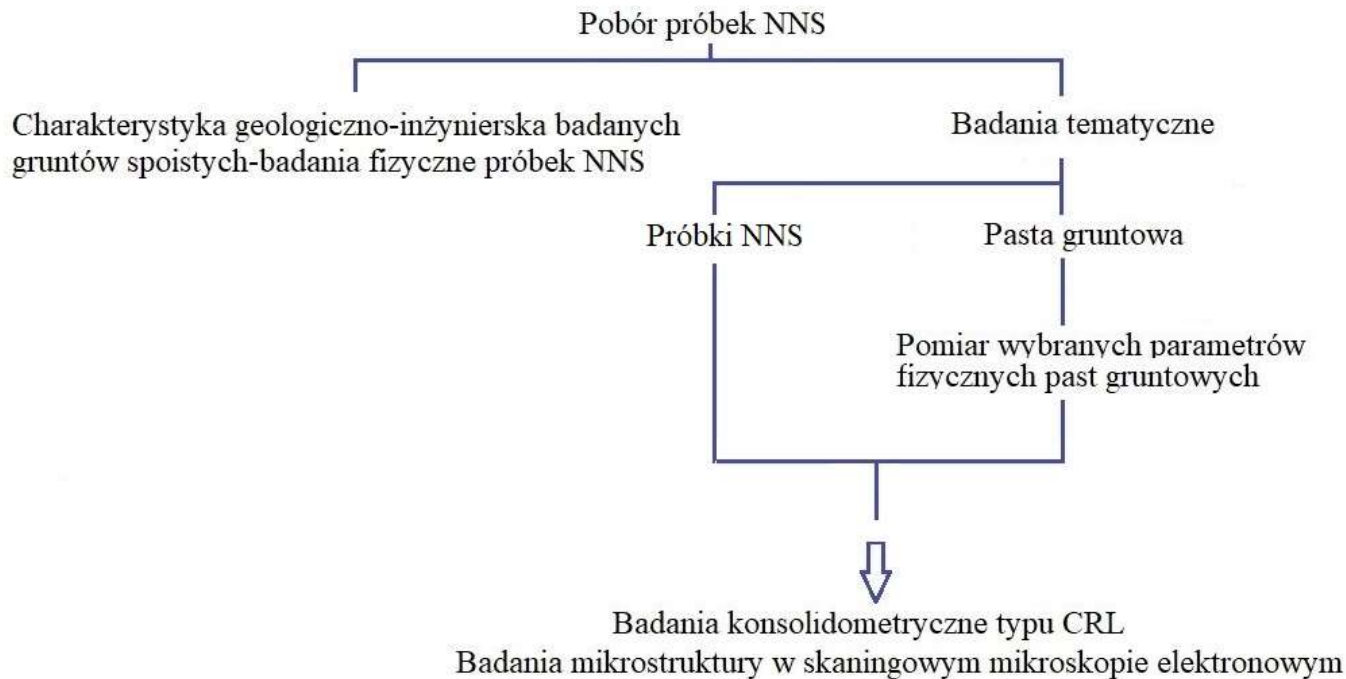 Pobór próbek NNS
Charakterystyka geologiczno-inżynierska badanych
gruntów spoistych-badania fizyczne próbek NNS
Badania tematyczne
Próbki NNS
Pasta gruntowa
Pomiar wybranych parametrów
fizycznych past gruntowych
Badania konsolidometryczne typu CRL
Badania mikrostruktury w skaningowym mikroskopie elektronowym